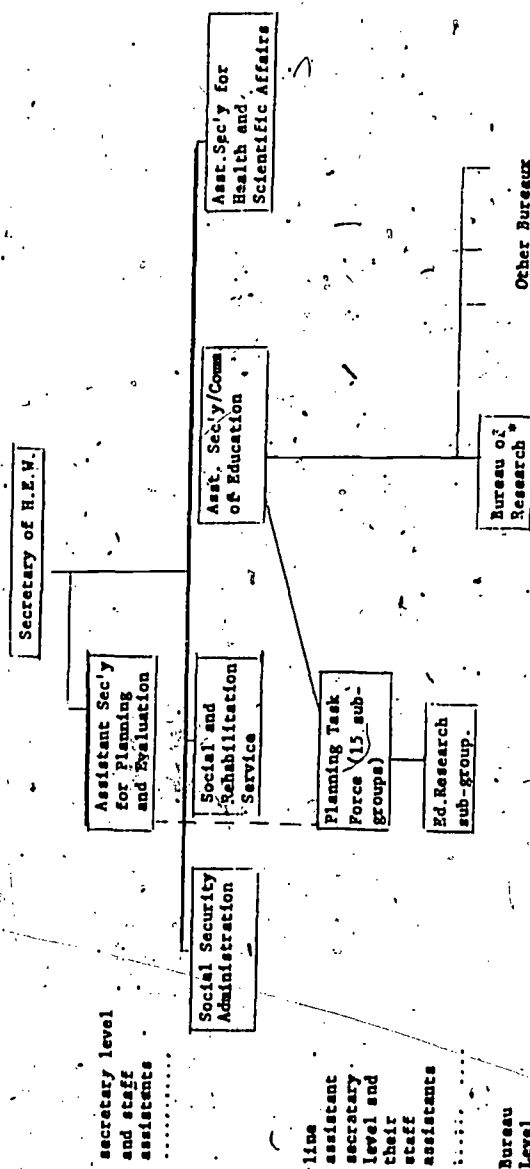 Secretary of H.E.W.
secretary level
and staff
assistants
..........
Assistant Sec'y
for Planning
and Evaluation
Social Security
Administration
Social and
Rehabilitation
Service
Asst. Sec'y/Comm
of Education
Asst.Sec'y for
Health and
Scientific Affairs
line
assistant
secretary
level and
their
staff
assistants
..........
Planning Task
Force (15 sub-
groups)
Ed.Research
sub-group.
Bureau
Level
Bureau of
Research*
Other Bureaux